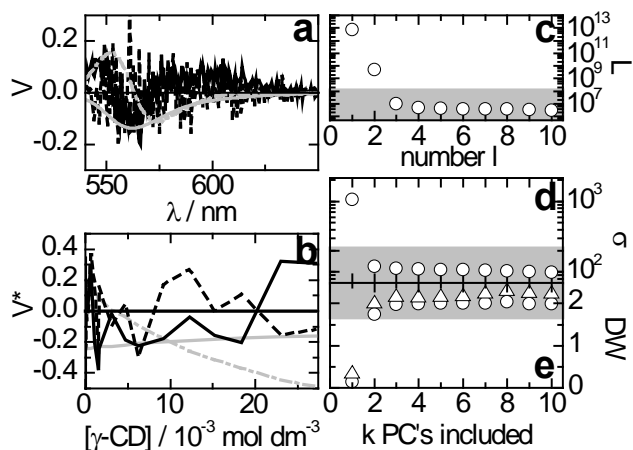 a
V
0.2
0.0
-0.2
550
600
λ / nm
b
V*
0.4
0.2
0.0
-0.2
-0.4
0
10
20
[γ-CD] / 10⁻³ mol dm⁻³
c
10¹³
10¹¹
10⁹
10⁷
L
0 2 4 6 8 10
number l
d
10³
10²
σ
2
1
0
DW
e
0 2 4 6 8 10
k PC's included